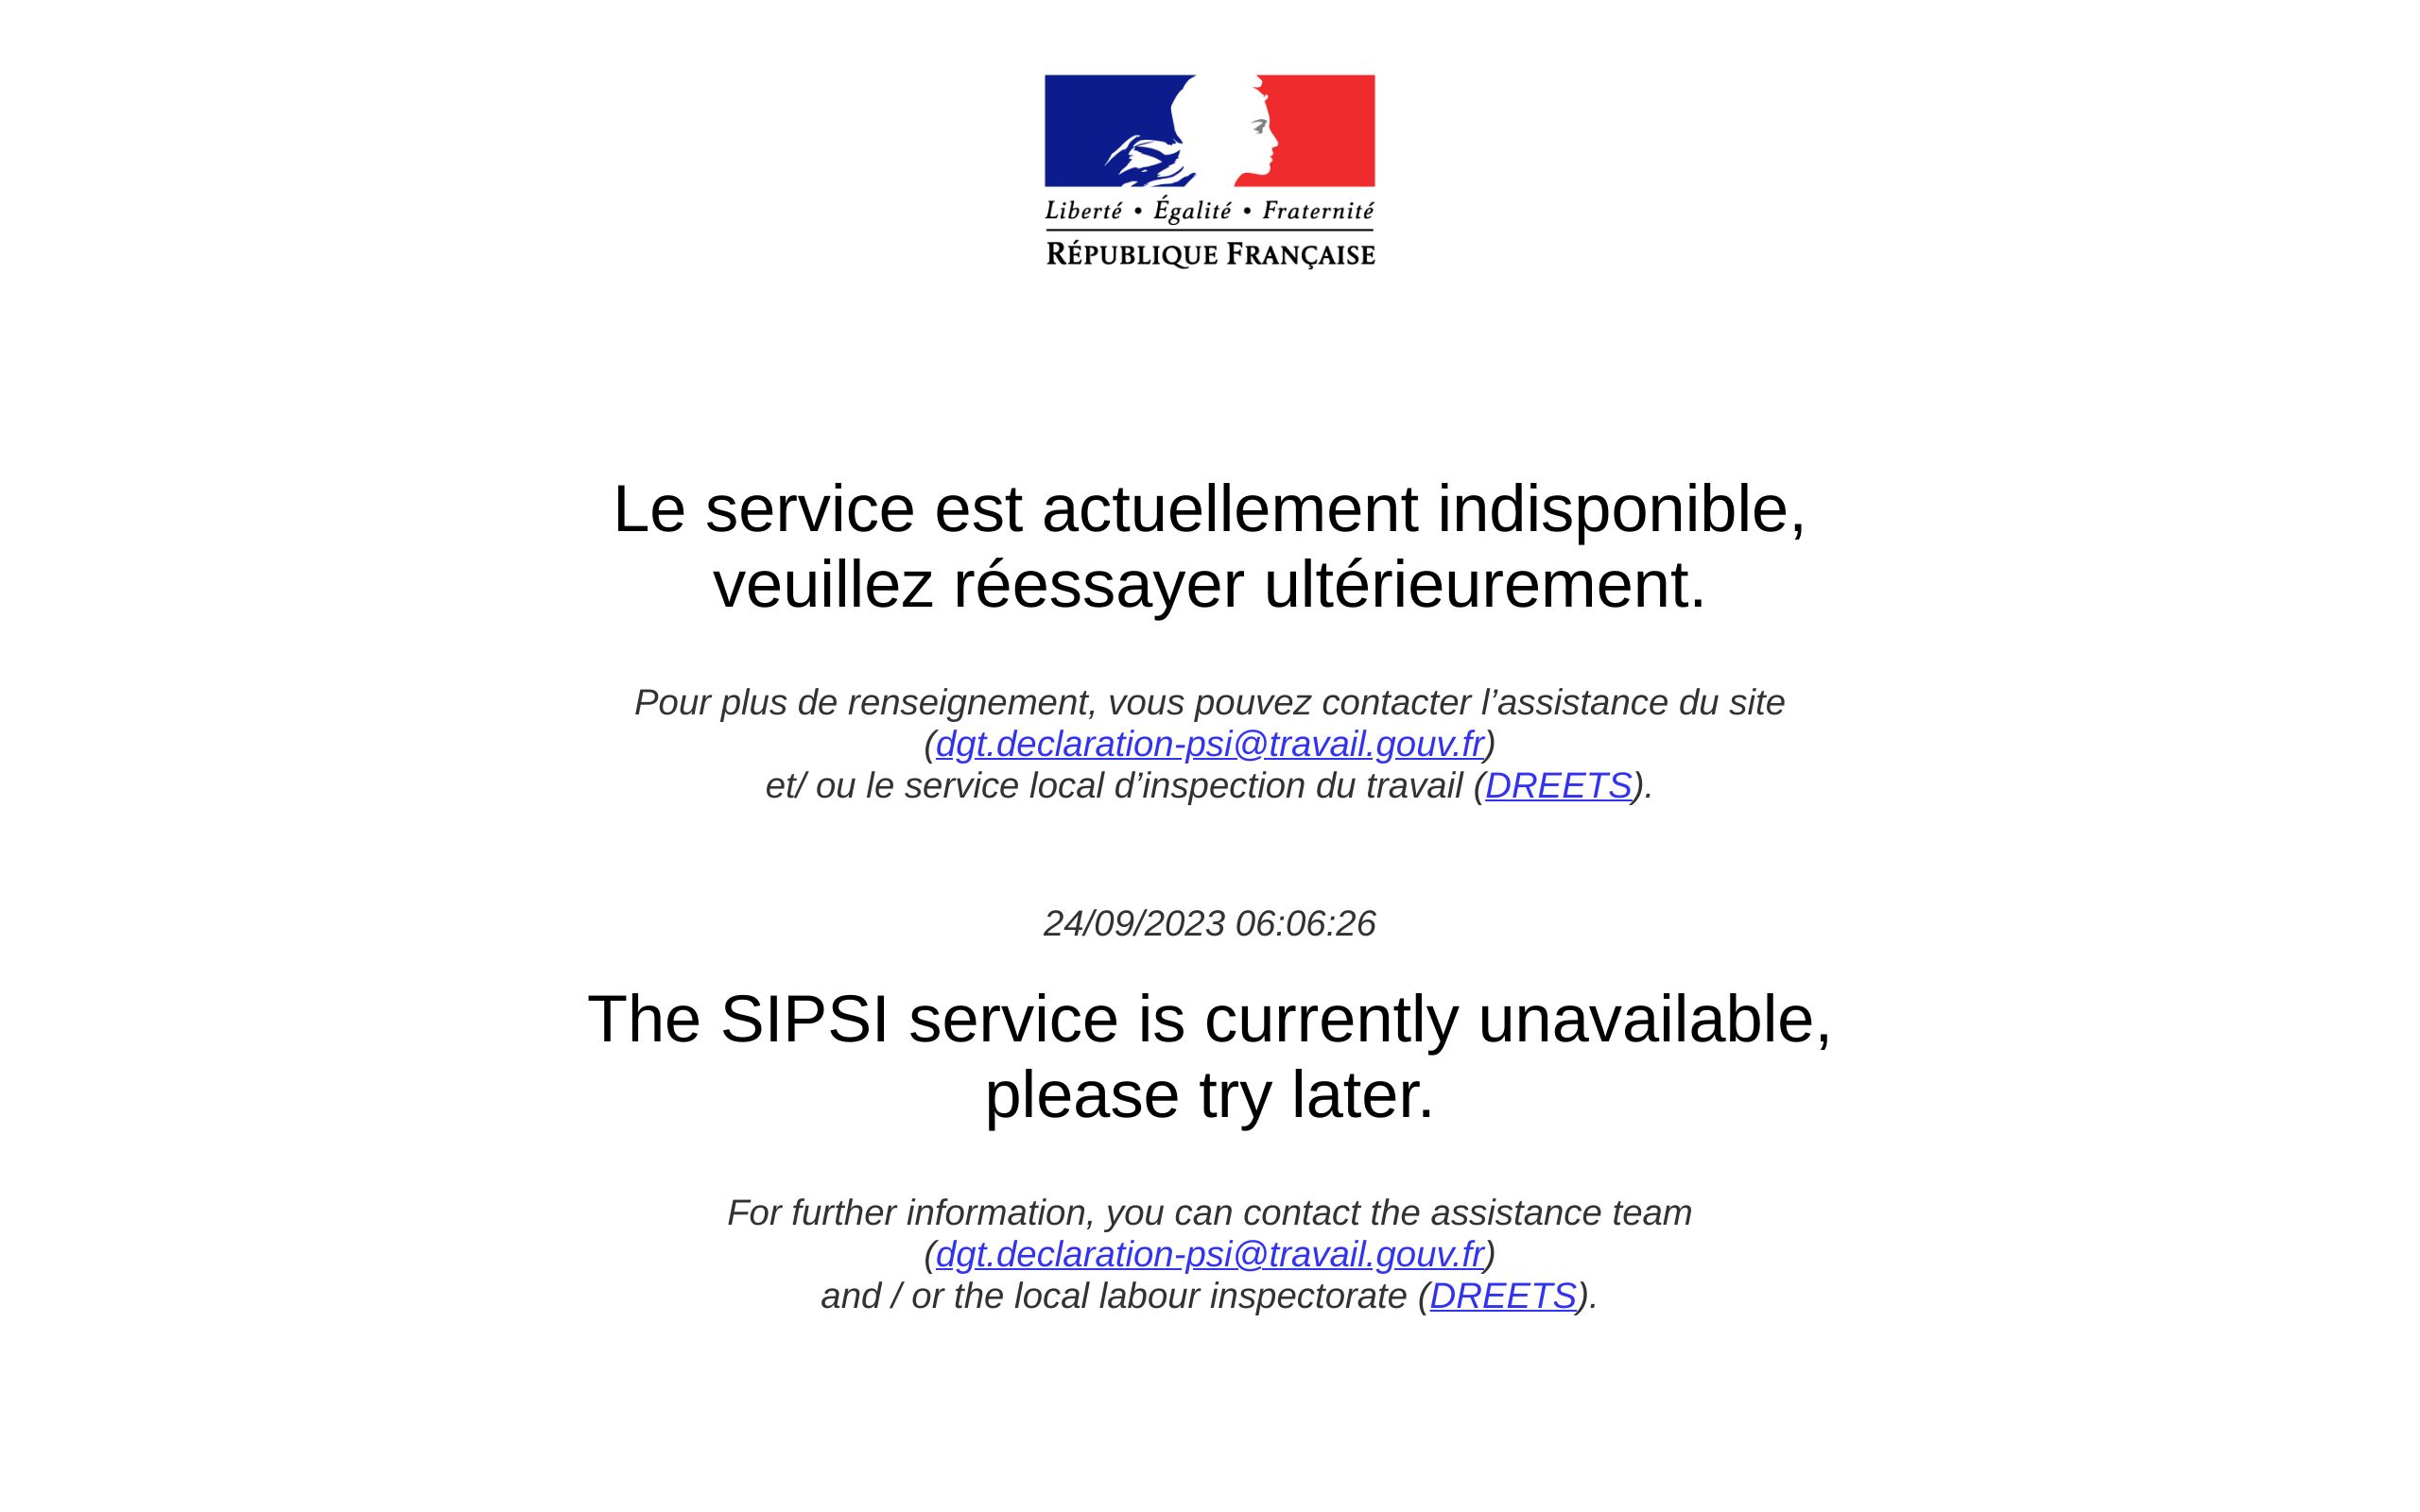 Liberté • Égalité • Fraternité
RÉPUBLIQUE FRANÇAISE
Le service est actuellement indisponible,
veuillez réessayer ultérieurement.
Pour plus de renseignement, vous pouvez contacter l’assistance du site
(dgt.declaration-psi@travail.gouv.fr)
et/ ou le service local d’inspection du travail (DREETS).
24/09/2023 06:06:26
The SIPSI service is currently unavailable,
please try later.
For further information, you can contact the assistance team
(dgt.declaration-psi@travail.gouv.fr)
and / or the local labour inspectorate (DREETS).